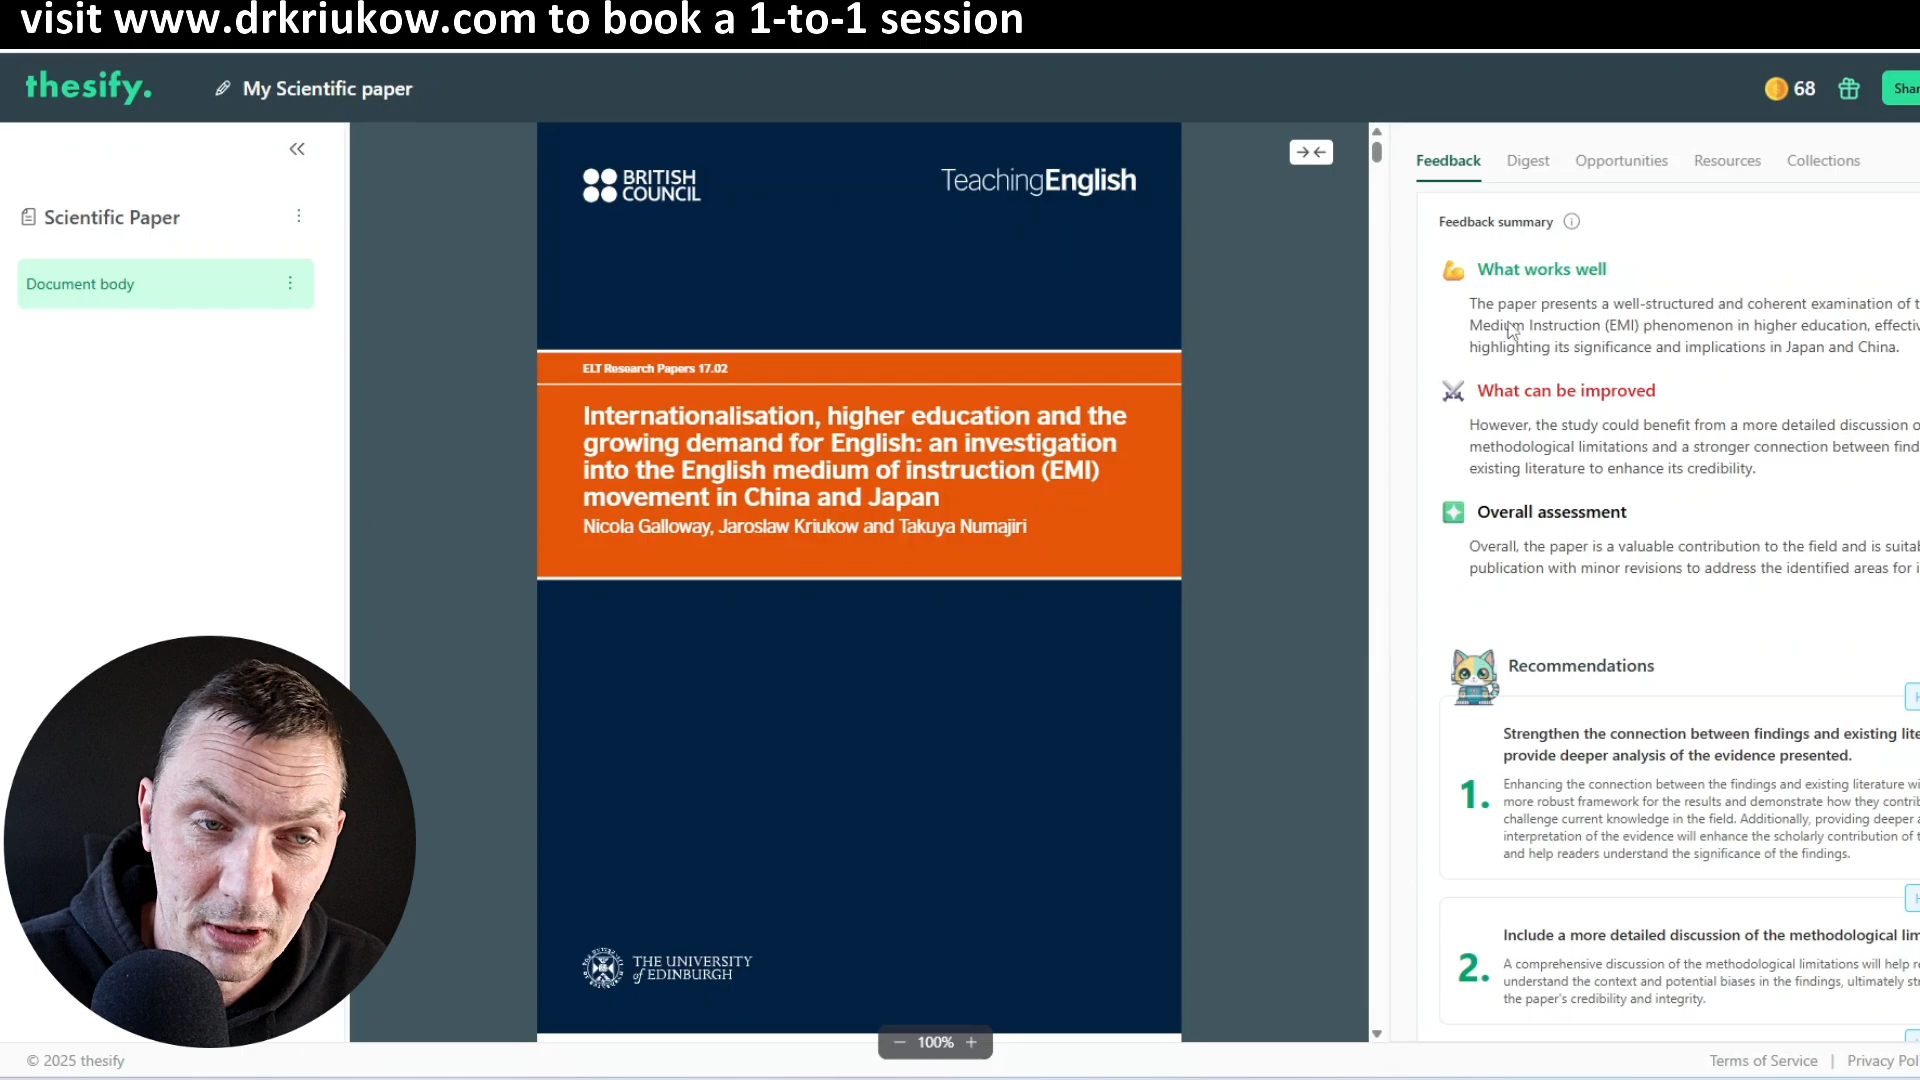 visit www.drkriukow.com to book a 1-to-1 session
thesify.
My Scientific paper
68
Scientific Paper
Document body
BRITISH
COUNCIL
TeachingEnglish
ELT Research Papers 17.02
Internationalisation, higher education and the
growing demand for English: an investigation
into the English medium of instruction (EMI)
movement in China and Japan
Nicola Galloway, Jaroslaw Kriukow and Takuya Numajiri
THE UNIVERSITY
of EDINBURGH
100%
Feedback Digest Opportunities Resources Collections
Feedback summary
What works well
The paper presents a well-structured and coherent examination of
Medium Instruction (EMI) phenomenon in higher education,
highlighting its significance and implications in Japan and China.
What can be improved
However, the study could benefit from a more detailed discussion
methodological limitations and a stronger connection between
existing literature to enhance its credibility.
Overall assessment
Overall, the paper is a valuable contribution to the field and is
publication with minor revisions to address the identified areas for
Recommendations
Strengthen the connection between findings and existing
provide deeper analysis of the evidence presented.
1.
Enhancing the connection between the findings and existing literature
more robust framework for the results and demonstrate how they
challenge current knowledge in the field. Additionally, providing deeper
interpretation of the evidence will enhance the scholarly contribution of
and help readers understand the significance of the findings.
Include a more detailed discussion of the methodological
2.
A comprehensive discussion of the methodological limitations will help
understand the context and potential biases in the findings, ultimately
the paper's credibility and integrity.
© 2025 thesify
Terms of Service | Privacy